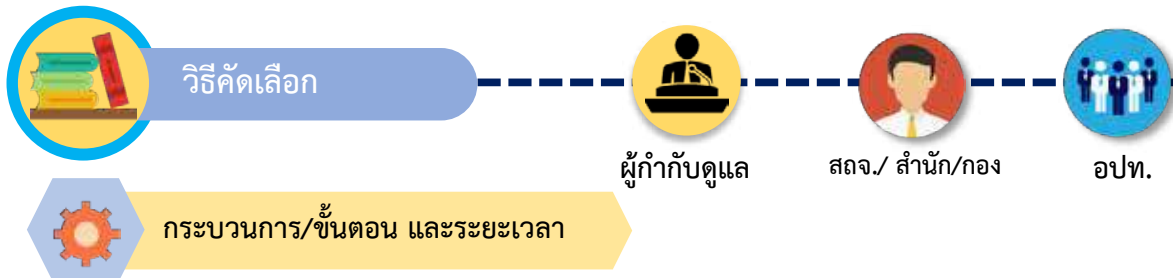 วิธีคัดเลือก
ผู้กำกับดูแล
สถจ./ สำนัก/กอง
อปท.
กระบวนการ/ขั้นตอน และระยะเวลา